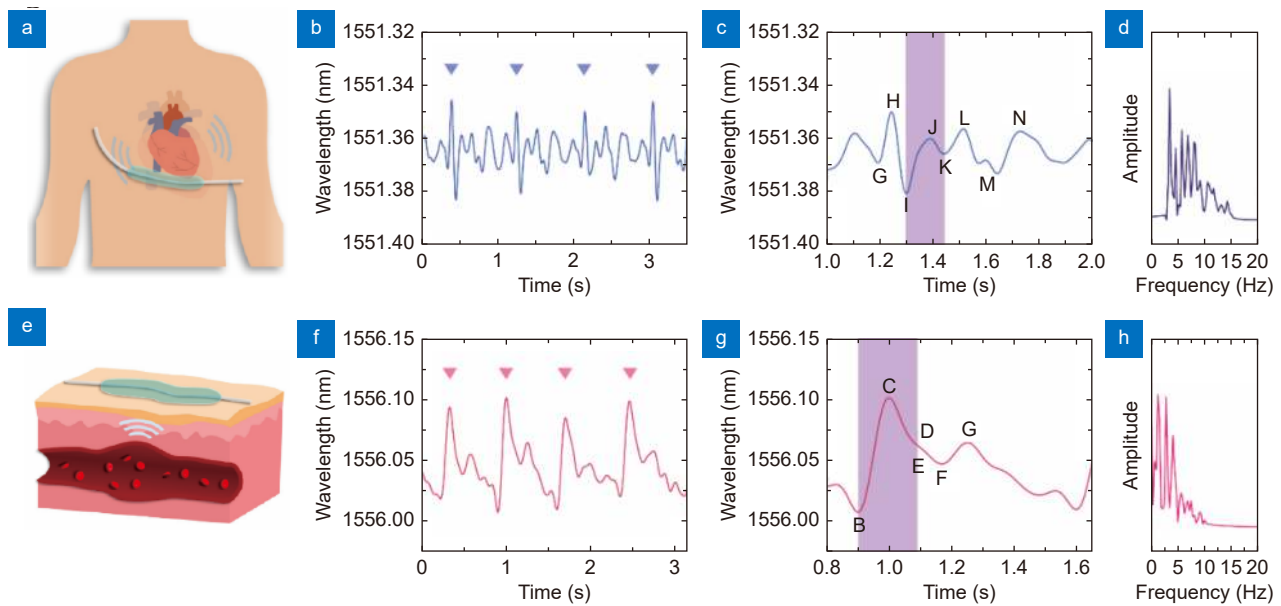 a
b
1551.32
1551.34
1551.36
1551.38
1551.40
Wavelength (nm)
0 1 2 3
Time (s)
c
1551.32
1551.34
1551.36
1551.38
1551.40
Wavelength (nm)
H
J
L
N
G
K
M
I
1.0 1.2 1.4 1.6 1.8 2.0
Time (s)
d
Amplitude
0 5 10 15 20
Frequency (Hz)
e
f
1556.15
1556.10
1556.05
1556.00
Wavelength (nm)
0 1 2 3
Time (s)
g
1556.15
1556.10
1556.05
1556.00
Wavelength (nm)
C
D
G
E
F
B
0.8 1.0 1.2 1.4 1.6
Time (s)
h
Amplitude
0 5 10 15 20
Frequency (Hz)